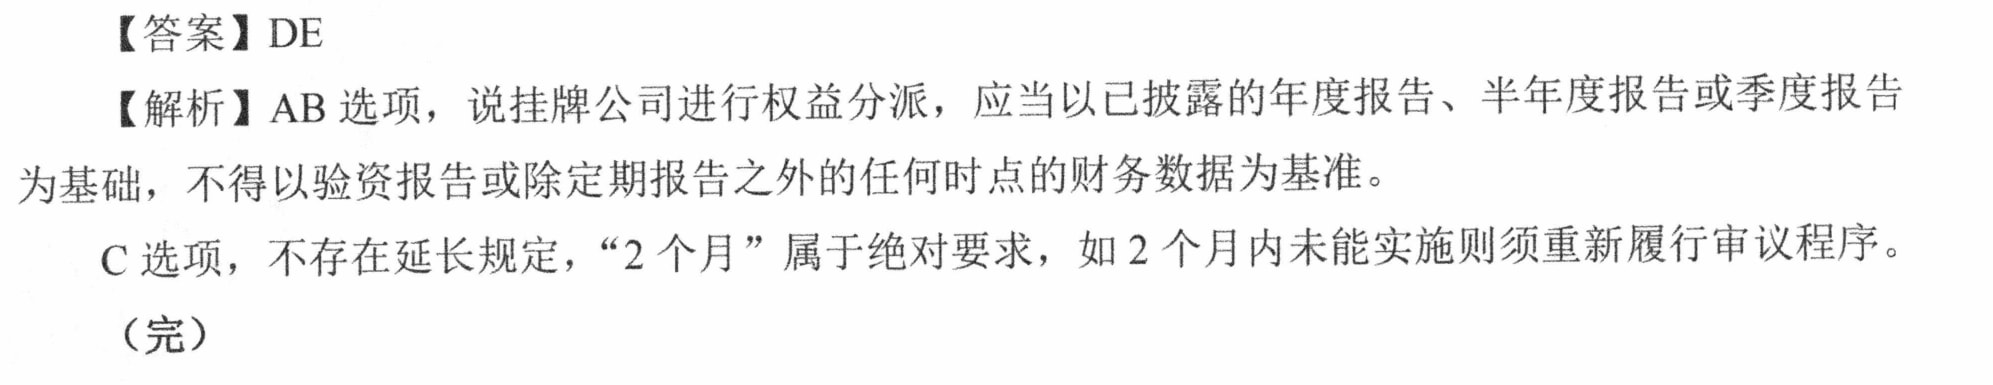 【答案】DE
【解析】AB 选项，说挂牌公司进行权益分派，应当以已披露的年度报告、半年度报告或季度报告
为基础，不得以验资报告或除定期报告之外的任何时点的财务数据为基准。
C 选项，不存在延长规定，“2 个月”属于绝对要求，如 2 个月内未能实施则须重新履行审议程序。
（完）